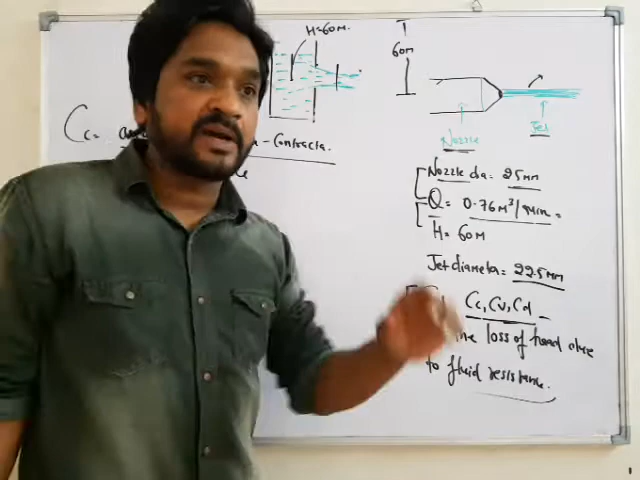 H=60m.
60m
Cc=
a-Contracta.
Nozzle
Jet
Nozzle dia= 25mm
Q= 0.76m³/min
H= 60m
Jet diameter= 22.5mm
Cc, Cv, Cd
loss of head due
to fluid resistance.